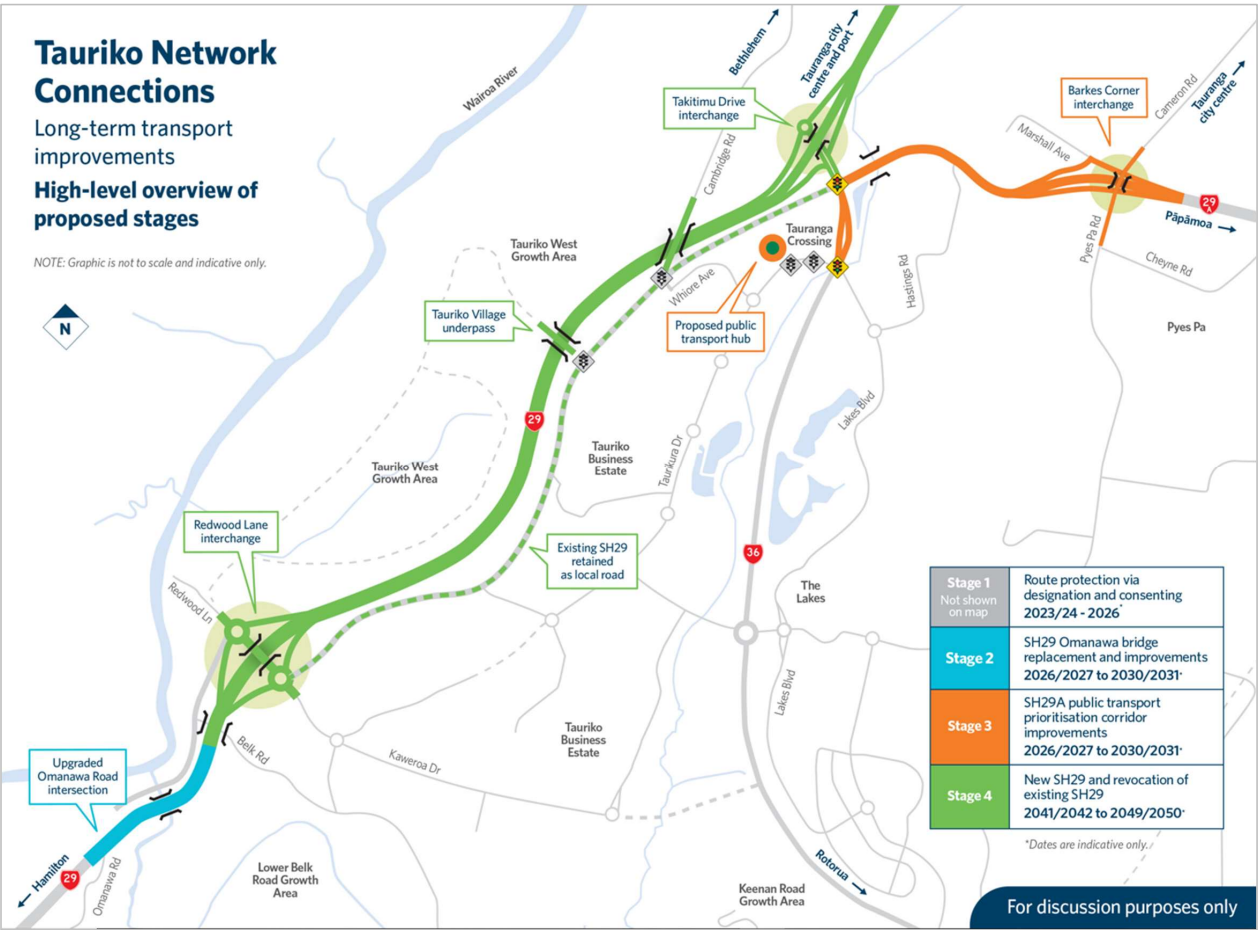 Tauriko Network
Connections
Long-term transport
improvements
High-level overview of
proposed stages
NOTE: Graphic is not to scale and indicative only.
N
Wairoa River
Bethlehem
Tauranga city
centre and port
Takitimu Drive
interchange
Cambridge Rd
Barkes Corner
interchange
Cameron Rd
Tauranga
city centre
Marshall Ave
29
A
Pāpāmoa
Pyes Pa Rd
Cheyne Rd
Pyes Pa
Hastings Rd
Tauranga
Crossing
Whiore Ave
Proposed public
transport hub
Tauriko West
Growth Area
Tauriko Village
underpass
29
Tauriko
Business
Estate
Taurikura Dr
Lakes Blvd
Tauriko West
Growth Area
Redwood Lane
interchange
Existing SH29
retained
as local road
36
The
Lakes
Redwood Ln
Lakes Blvd
Belk Rd
Kaweroa Dr
Tauriko
Business
Estate
Upgraded
Omanawa Road
intersection
Hamilton
29
Omanawa Rd
Lower Belk
Road Growth
Area
Rotorua
Keenan Road
Growth Area
Stage 1
Not shown
on map
Route protection via
designation and consenting
2023/24 - 2026*
Stage 2
SH29 Omanawa bridge
replacement and improvements
2026/2027 to 2030/2031*
Stage 3
SH29A public transport
prioritisation corridor
improvements
2026/2027 to 2030/2031*
Stage 4
New SH29 and revocation of
existing SH29
2041/2042 to 2049/2050*
*Dates are indicative only.
For discussion purposes only